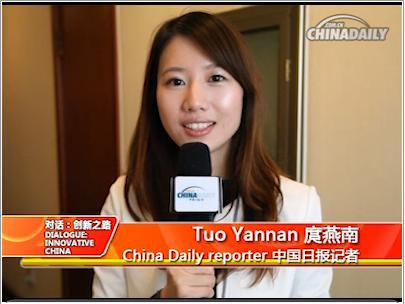 .COM.CN
CHINADAILY
CHINADAILY
对话：创新之路
DIALOGUE:
INNOVATIVE
CHINA
Tuo Yannan 庹燕南
China Daily reporter 中国日报记者